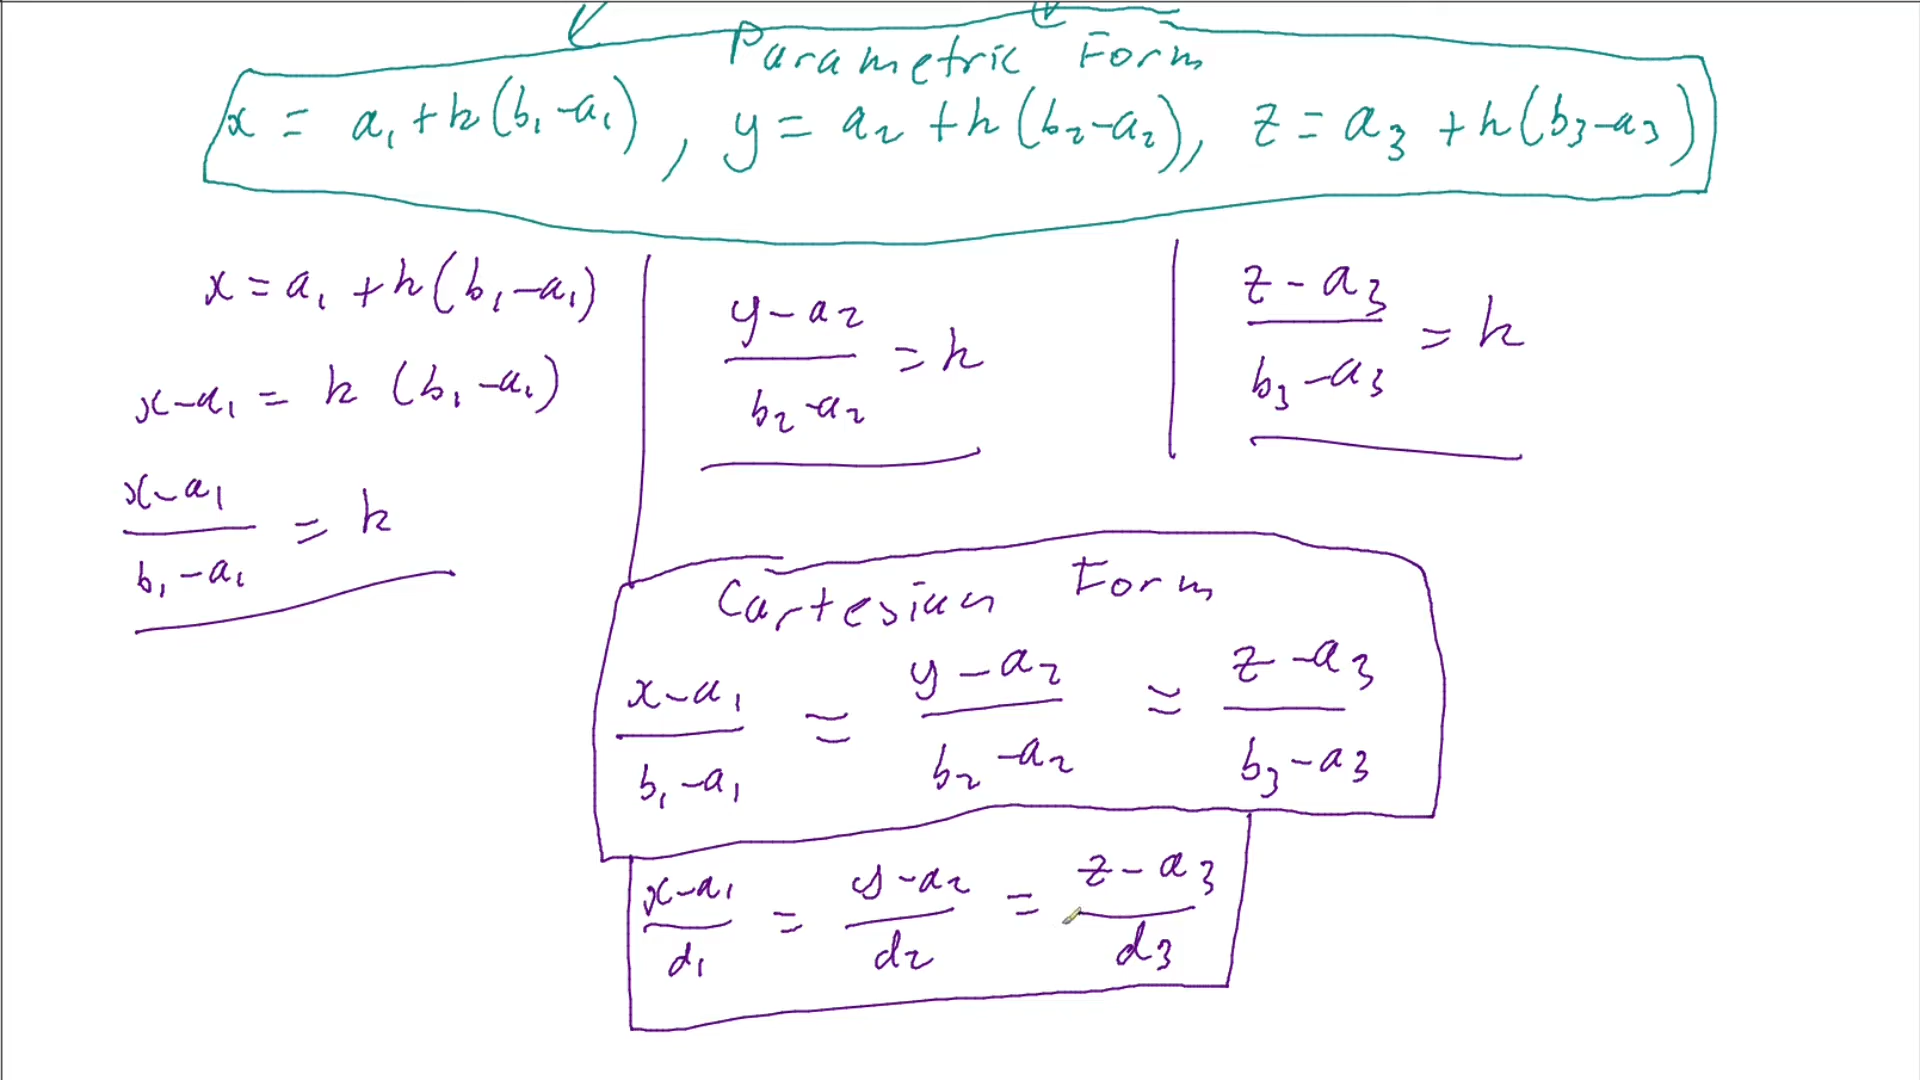 Parametric Form
x = a₁ + k(b₁ - a₁) , y = a₂ + k(b₂ - a₂), z = a₃ + k(b₃ - a₃)
x = a₁ + k(b₁ - a₁)
x - a₁ = k (b₁ - a₁)
(x - a₁)/(b₁ - a₁) = k
(y - a₂)/(b₂ - a₂) = k
(z - a₃)/(b₃ - a₃) = k
Cartesian Form
(x - a₁)/(b₁ - a₁) = (y - a₂)/(b₂ - a₂) = (z - a₃)/(b₃ - a₃)
(x - a₁)/d₁ = (y - a₂)/d₂ = (z - a₃)/d₃